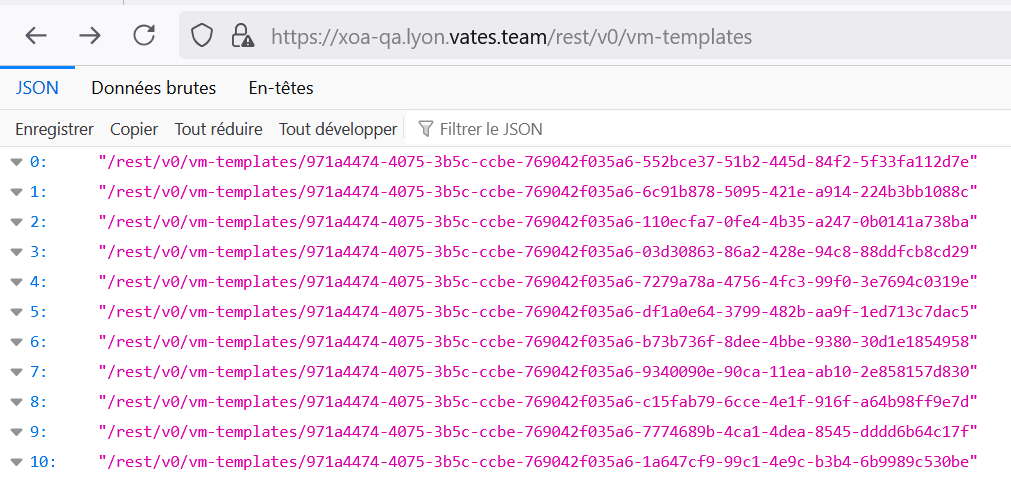 https://xoa-qa.lyon.vates.team/rest/v0/vm-templates
JSON Données brutes En-têtes
Enregistrer Copier Tout réduire Tout développer Filtrer le JSON
0: "/rest/v0/vm-templates/971a4474-4075-3b5c-ccbe-769042f035a6-552bce37-51b2-445d-84f2-5f33fa112d7e"
1: "/rest/v0/vm-templates/971a4474-4075-3b5c-ccbe-769042f035a6-6c91b878-5095-421e-a914-224b3bb1088c"
2: "/rest/v0/vm-templates/971a4474-4075-3b5c-ccbe-769042f035a6-110ecfa7-0fe4-4b35-a247-0b0141a738ba"
3: "/rest/v0/vm-templates/971a4474-4075-3b5c-ccbe-769042f035a6-03d30863-86a2-428e-94c8-88ddfcb8cd29"
4: "/rest/v0/vm-templates/971a4474-4075-3b5c-ccbe-769042f035a6-7279a78a-4756-4fc3-99f0-3e7694c0319e"
5: "/rest/v0/vm-templates/971a4474-4075-3b5c-ccbe-769042f035a6-df1a0e64-3799-482b-aa9f-1ed713c7dac5"
6: "/rest/v0/vm-templates/971a4474-4075-3b5c-ccbe-769042f035a6-b73b736f-8dee-4bbe-9380-30d1e1854958"
7: "/rest/v0/vm-templates/971a4474-4075-3b5c-ccbe-769042f035a6-9340090e-90ca-11ea-ab10-2e858157d830"
8: "/rest/v0/vm-templates/971a4474-4075-3b5c-ccbe-769042f035a6-c15fab79-6cce-4e1f-916f-a64b98ff9e7d"
9: "/rest/v0/vm-templates/971a4474-4075-3b5c-ccbe-769042f035a6-7774689b-4ca1-4dea-8545-dddd6b64c17f"
10: "/rest/v0/vm-templates/971a4474-4075-3b5c-ccbe-769042f035a6-1a647cf9-99c1-4e9c-b3b4-6b9989c530be"